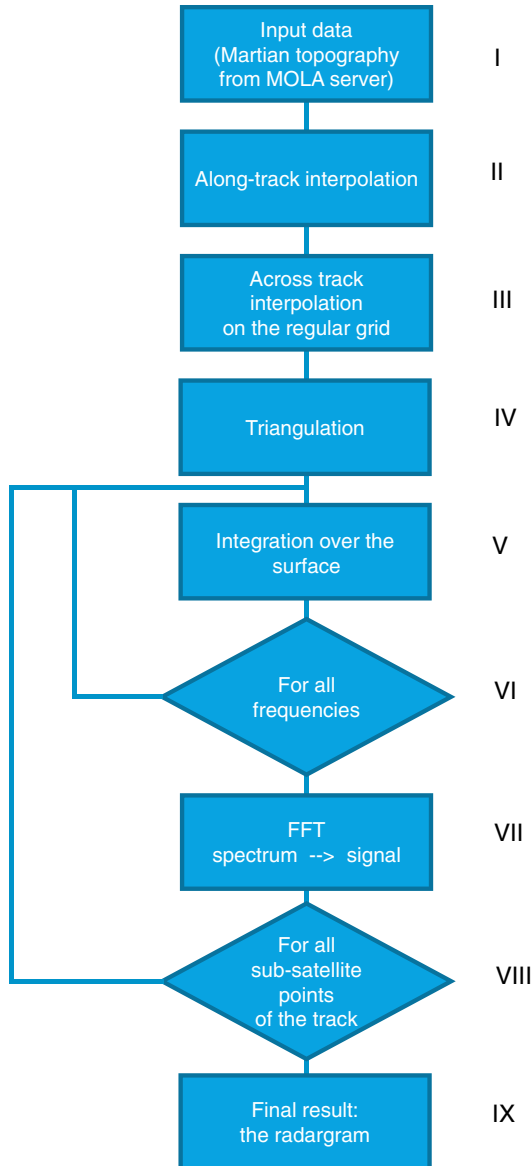 Input data
(Martian topography
from MOLA server)
I
Along-track interpolation
II
Across track
interpolation
on the regular grid
III
Triangulation
IV
Integration over the
surface
V
For all
frequencies
VI
FFT
spectrum --> signal
VII
For all
sub-satellite
points
of the track
VIII
Final result:
the radargram
IX